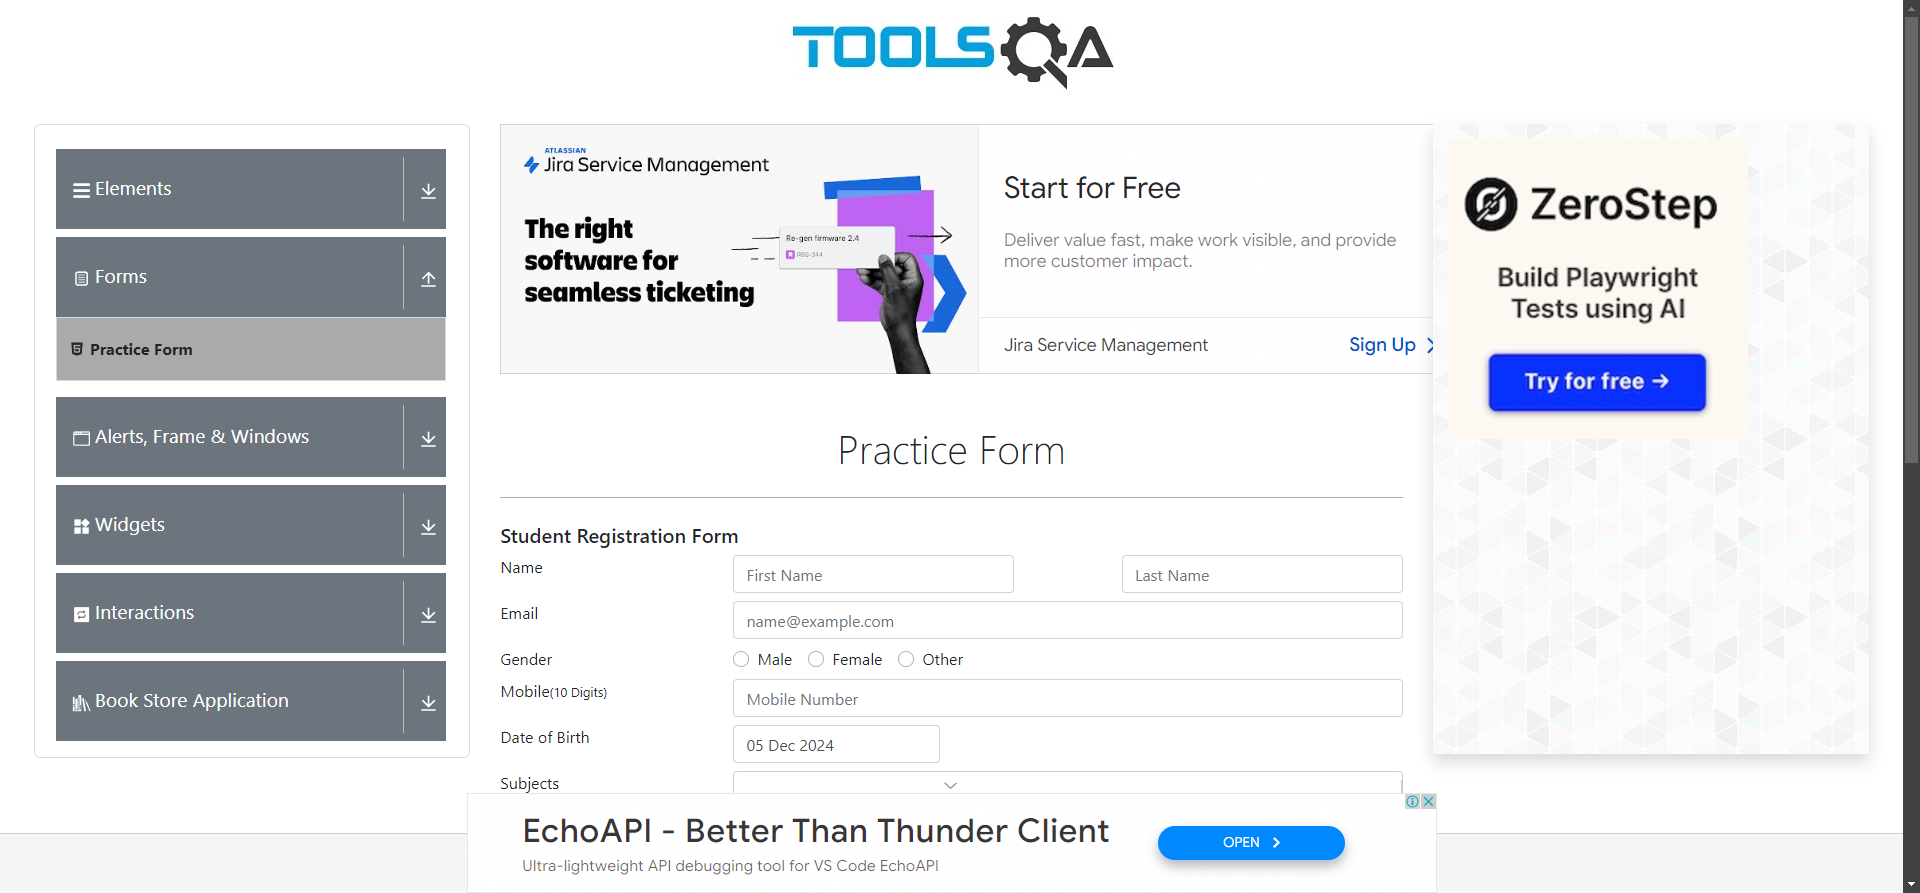 TOOLSQA
Elements
Forms
Practice Form
Alerts, Frame & Windows
Widgets
Interactions
Book Store Application
ATLASSIAN
Jira Service Management
The right
software for
seamless ticketing
Re-gen firmware 2.4
RGG-344
Start for Free
Deliver value fast, make work visible, and provide
more customer impact.
Jira Service Management
Sign Up
ZeroStep
Build Playwright
Tests using AI
Try for free →
Practice Form
Student Registration Form
Name
First Name
Last Name
Email
name@example.com
Gender
Male
Female
Other
Mobile(10 Digits)
Mobile Number
Date of Birth
05 Dec 2024
Subjects
EchoAPI - Better Than Thunder Client
Ultra-lightweight API debugging tool for VS Code EchoAPI
OPEN